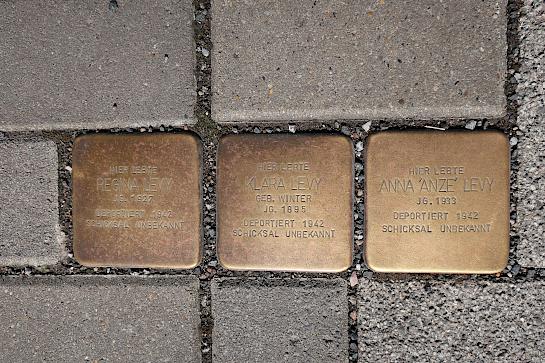 HIER LEBTE
REGINA LEVY
JG. 1927
DEPORTIERT 1942
SCHICKSAL UNBEKANNT
HIER LEBTE
KLARA LEVY
GEB. WINTER
JG. 1895
DEPORTIERT 1942
SCHICKSAL UNBEKANNT
HIER LEBTE
ANNA 'ANZE' LEVY
JG. 1933
DEPORTIERT 1942
SCHICKSAL UNBEKANNT